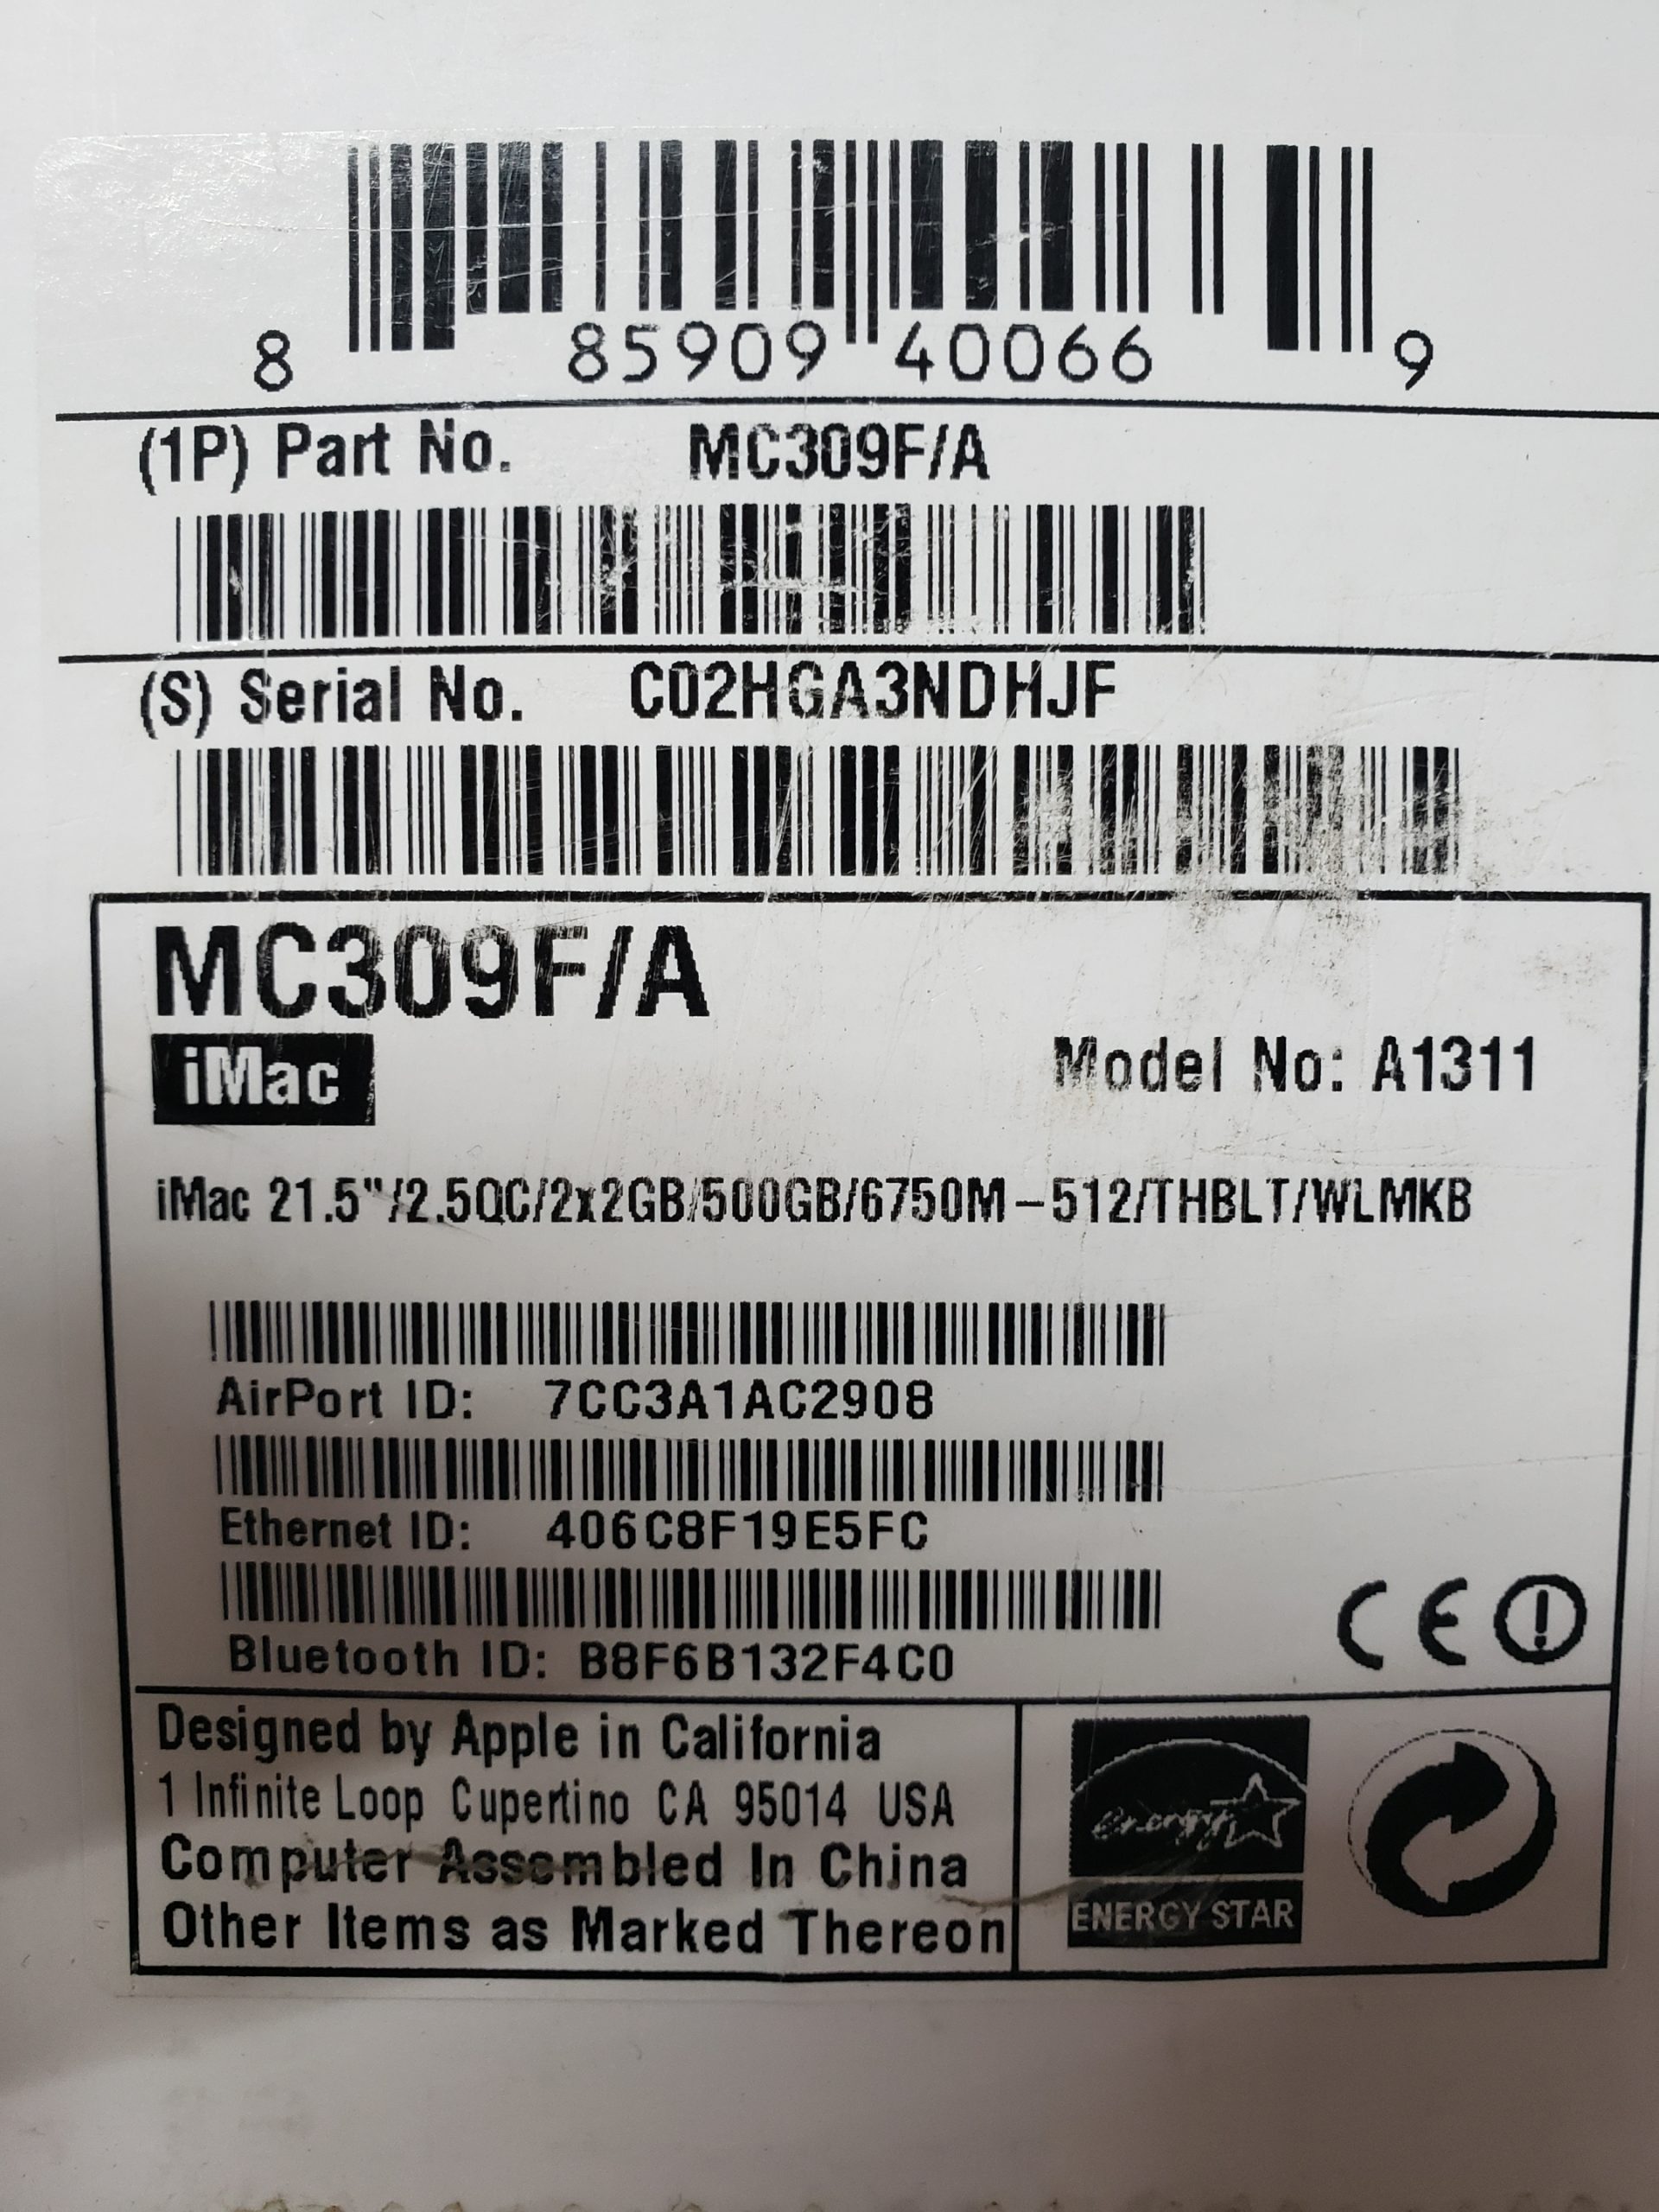 8 85909 40066 9
(1P) Part No. MC309F/A
(S) Serial No. C02HGA3NDHJF
MC309F/A
iMac
Model No: A1311
iMac 21.5"/2.5QC/2x2GB/500GB/6750M-512/THBLT/WLMKB
AirPort ID: 7CC3A1AC2908
Ethernet ID: 406C8F19E5FC
Bluetooth ID: B8F6B132F4C0
CE
Designed by Apple in California
1 Infinite Loop Cupertino CA 95014 USA
Computer Assembled In China
Other Items as Marked Thereon
energy
ENERGY STAR